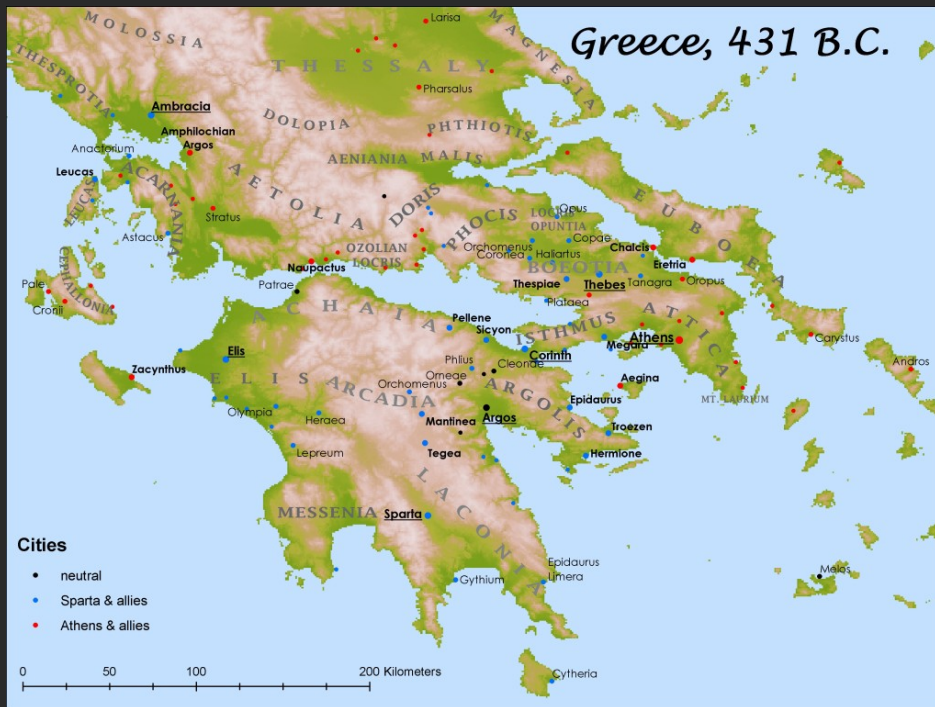 Greece, 431 B.C.
MOLOSSIA
Larisa
MAGNESIA
THESPROTIA
THESSALY
Pharsalus
Ambracia
DOLOPIA
PHTHIOTIS
Amphilochian
Argos
Anactorium
AENIANIA
MALIS
Leucas
ACARNANIA
AETOLIA
DORIS
EUBOEA
LEUCAS
Stratus
PHOCIS
LOCRIS
OPUNTIA
Opus
Astacus
OZOLIAN
LOCRIS
Orchomenus
Copae
Coronea
Haliartus
Chalcis
CEPHALLONIA
Naupactus
BOEOTIA
Eretria
Pale
Patrae
Thespiae
Thebes
Tanagra
Oropus
Cronii
Plataea
ACHAIA
Pellene
Sicyon
ISTHMUS
ATTICA
Athens
Carystus
Elis
Corinth
Megara
Phlius
Cleonae
Andros
Zacynthus
ELIS
ARCADIA
Orneae
Orchomenus
ARGOLIS
Aegina
MT. LAURIUM
Olympia
Heraea
Mantinea
Argos
Epidaurus
Troezen
Lepreum
Tegea
Hermione
LACONIA
MESSENIA
Sparta
Epidaurus
Limera
Gythium
Melos
Cytheria
Cities
neutral
Sparta & allies
Athens & allies
0 50 100 200 Kilometers